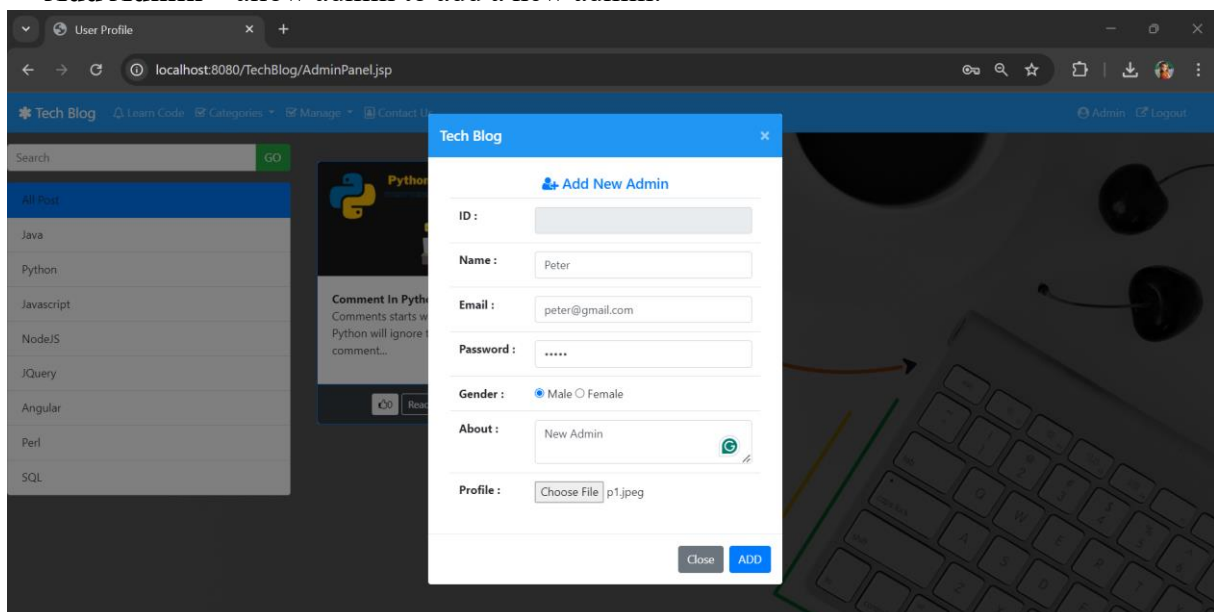 User Profile
localhost:8080/TechBlog/AdminPanel.jsp
Tech Blog Learn Code Categories Manage Contact Us Admin Logout
Tech Blog ×
Search GO
All Post
Java
Python
Javascript
NodeJS
JQuery
Angular
Perl
SQL
Python
Comment In Pyth
Comments starts w
Python will ignore t
comment...
0 Read
Add New Admin
ID :
Name : Peter
Email : peter@gmail.com
Password : •••••
Gender : Male Female
About : New Admin
Profile : Choose File p1.jpeg
Close ADD